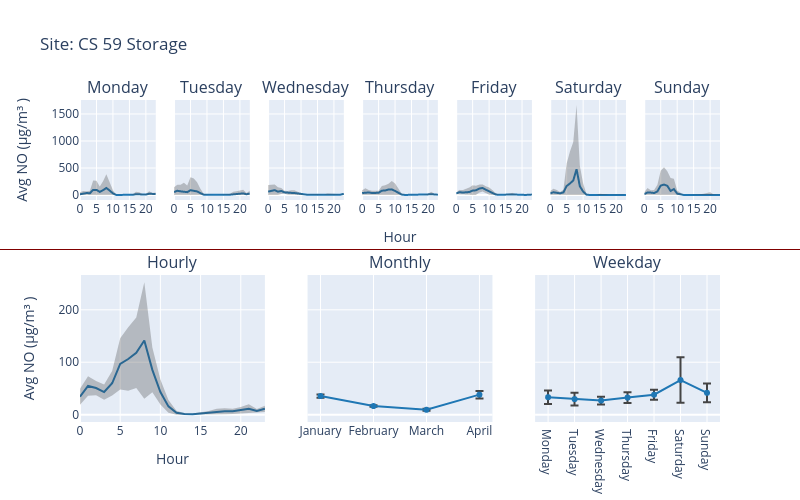 Site: CS 59 Storage
Monday Tuesday Wednesday Thursday Friday Saturday Sunday
Avg NO (µg/m³ )
1500
1000
500
0
0 5 10 15 20 0 5 10 15 20 0 5 10 15 20 0 5 10 15 20 0 5 10 15 20 0 5 10 15 20 0 5 10 15 20
Hour
Hourly Monthly Weekday
Avg NO (µg/m³ )
200
100
0
0 5 10 15 20
Hour
January February March April
Monday
Tuesday
Wednesday
Thursday
Friday
Saturday
Sunday